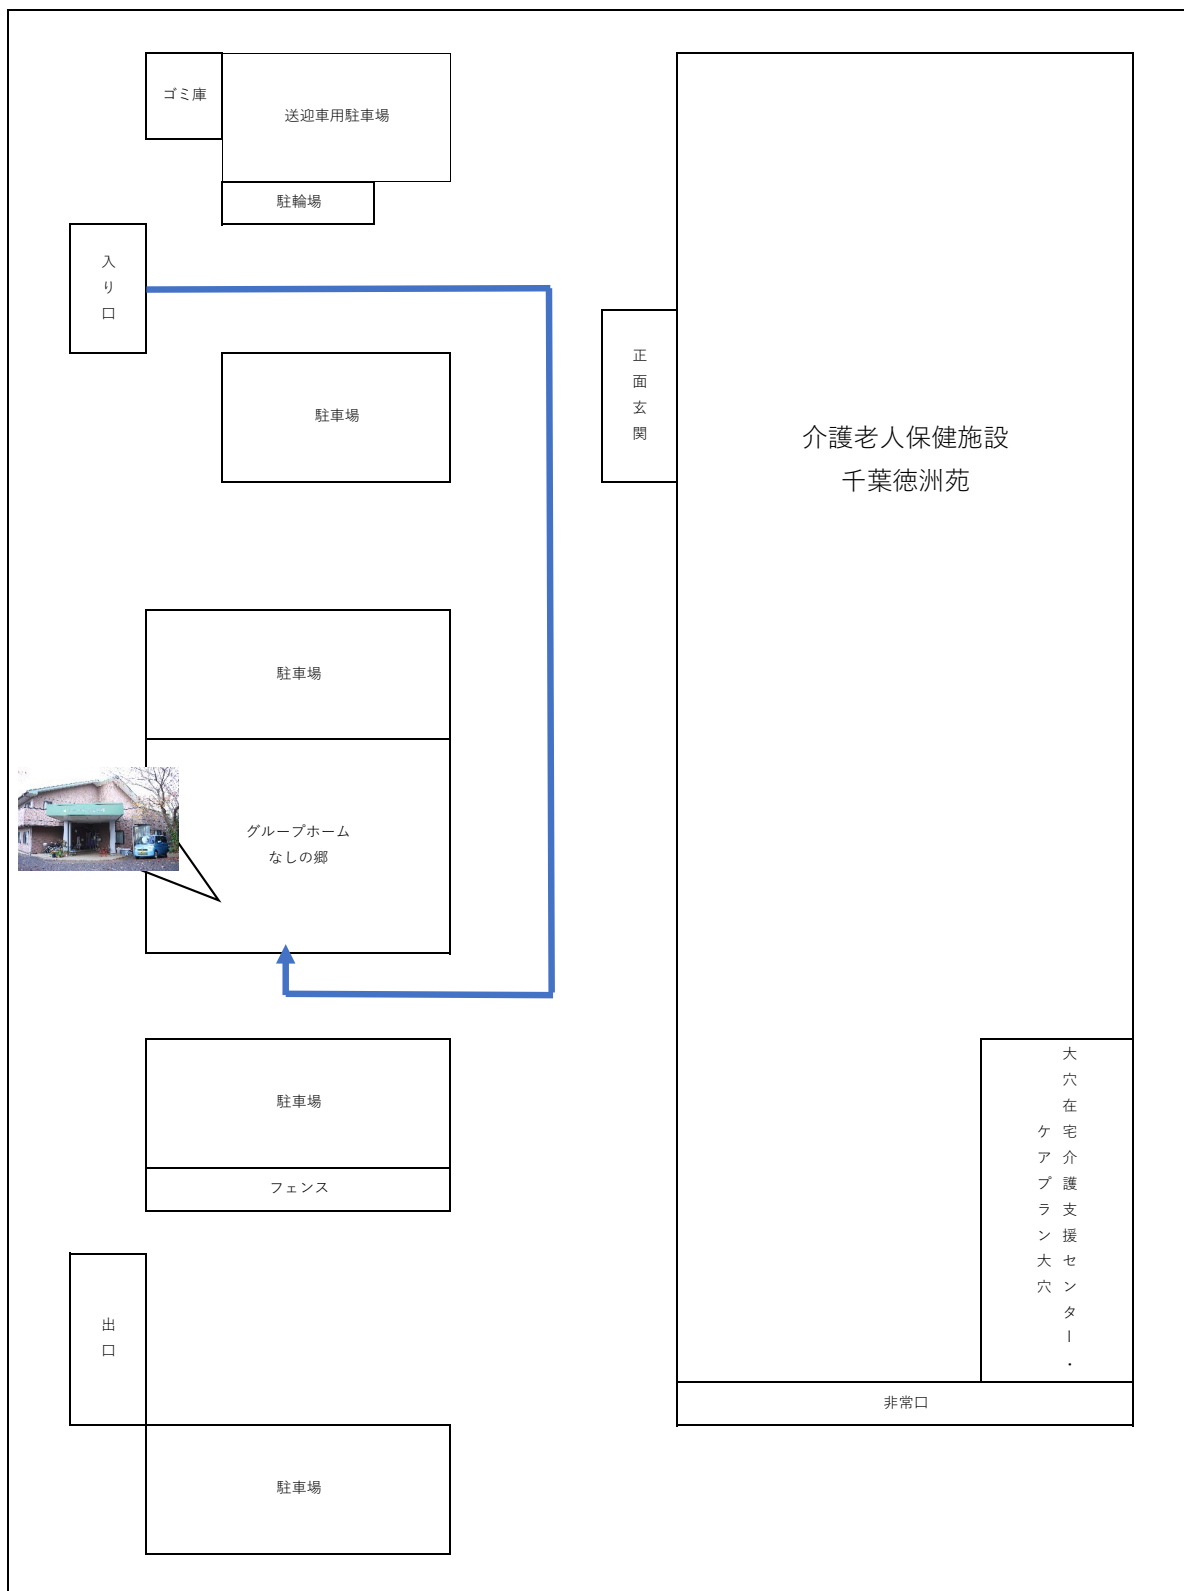 ゴミ庫
送迎車用駐車場
駐輪場
入り口
正面玄関
駐車場
介護老人保健施設
千葉徳洲苑
駐車場
グループホーム
なしの郷
駐車場
フェンス
大穴在宅介護支援センター・
ケアプラン大穴
出口
非常口
駐車場